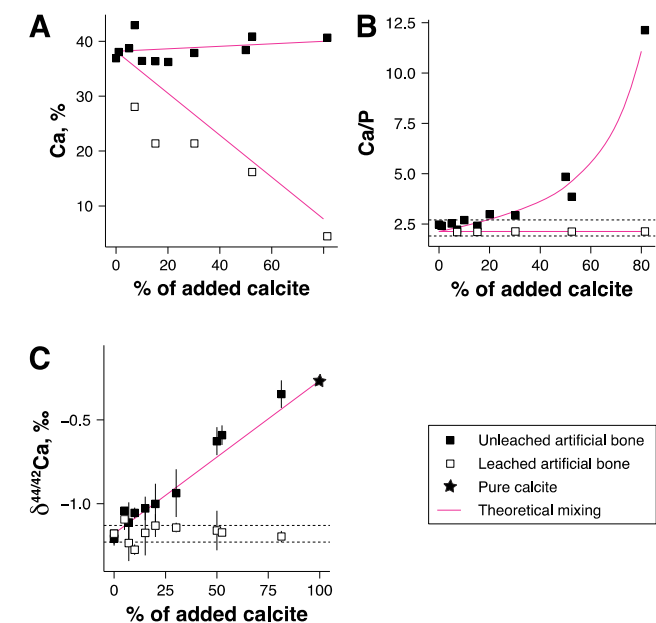 A
Ca, %
40
30
20
10
0
20
40
60
% of added calcite
B
Ca/P
12.5
10.0
7.5
5.0
2.5
0
20
40
60
80
% of added calcite
C
δ44/42Ca, ‰
−0.5
−1.0
0
25
50
75
100
% of added calcite
Unleached artificial bone
Leached artificial bone
Pure calcite
Theoretical mixing